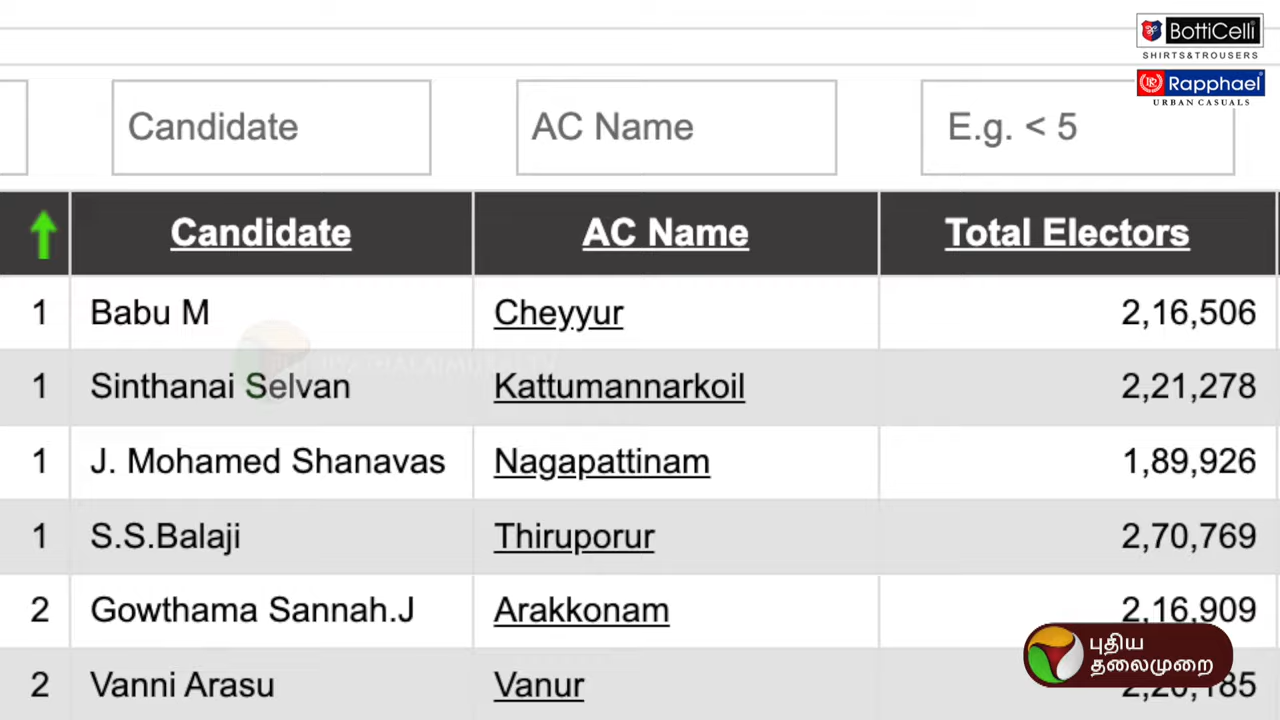 BottiCelli
SHIRTS&TROUSERS
Rapphael
URBAN CASUALS
Candidate AC Name E.g. < 5
Candidate AC Name Total Electors
1 Babu M Cheyyur 2,16,506
1 Sinthanai Selvan Kattumannarkoil 2,21,278
1 J. Mohamed Shanavas Nagapattinam 1,89,926
1 S.S.Balaji Thiruporur 2,70,769
2 Gowthama Sannah.J Arakkonam 2,16,909
2 Vanni Arasu Vanur
புதிய
தலைமுறை